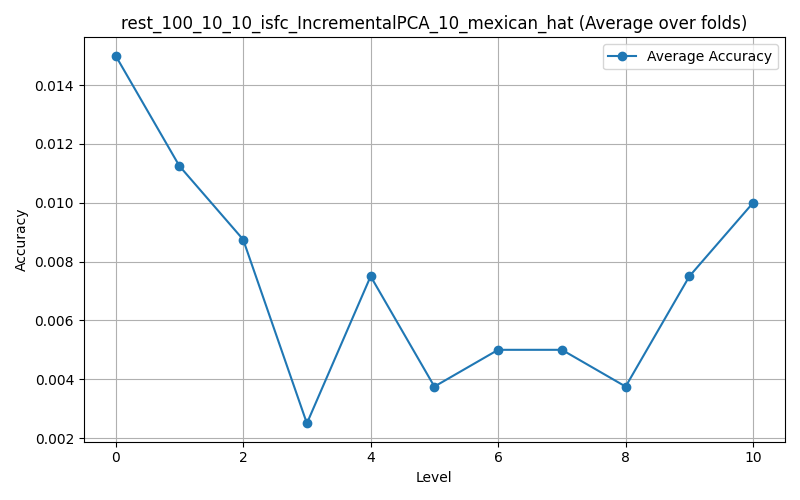 rest_100_10_10_isfc_IncrementalPCA_10_mexican_hat (Average over folds)
Average Accuracy
0.014
0.012
0.010
0.008
0.006
0.004
0.002
Accuracy
0 2 4 6 8 10
Level